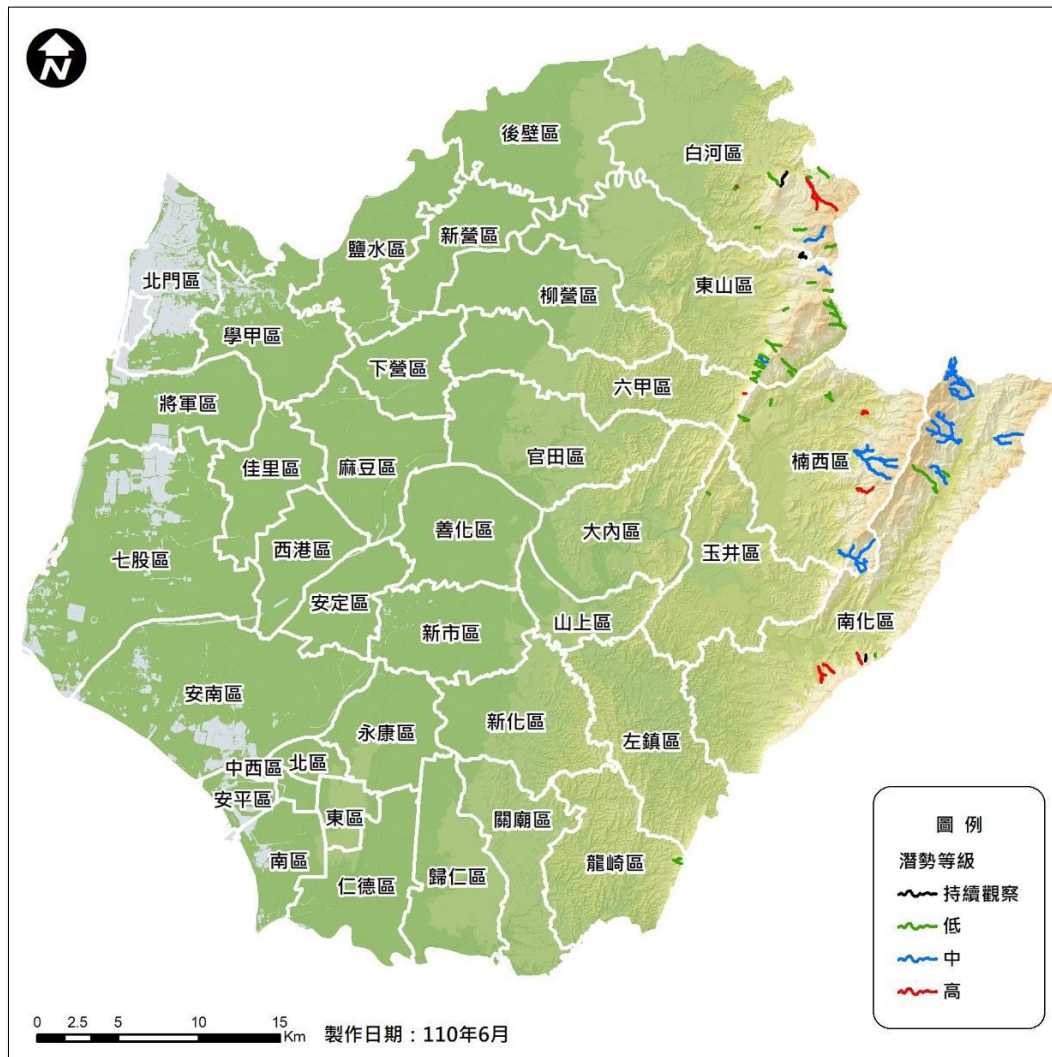 N
後壁區
白河區
新營區
鹽水區
北門區
東山區
柳營區
學甲區
下營區
六甲區
將軍區
官田區
楠西區
佳里區
麻豆區
善化區
大內區
西港區
玉井區
七股區
安定區
新市區
山上區
南化區
安南區
新化區
永康區
左鎮區
北區
中西區
安平區
東區
關廟區
南區
龍崎區
歸仁區
仁德區
圖 例
潛勢等級
持續觀察
低
中
高
0 2.5 5 10 15
Km
製作日期：110年6月